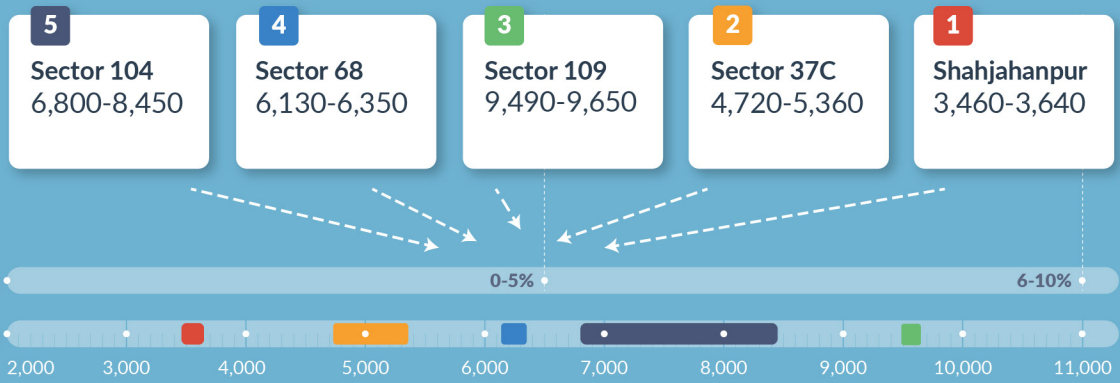 5
Sector 104
6,800-8,450
4
Sector 68
6,130-6,350
3
Sector 109
9,490-9,650
2
Sector 37C
4,720-5,360
1
Shahjahanpur
3,460-3,640
0-5% 6-10%
2,000 3,000 4,000 5,000 6,000 7,000 8,000 9,000 10,000 11,000